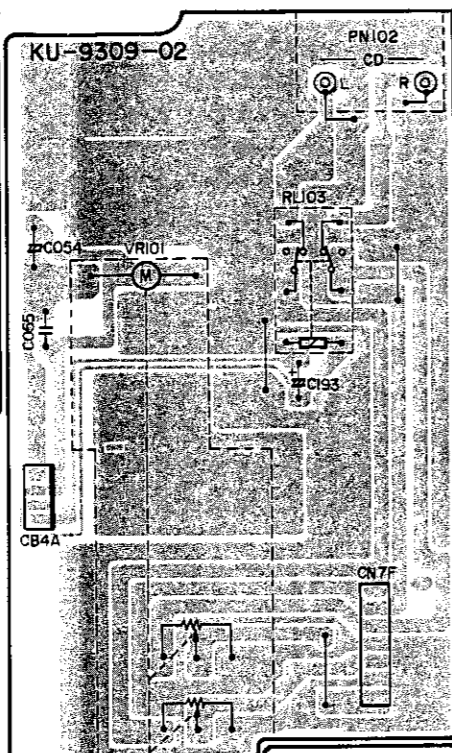 KU-9309-02
PN102
CD
L R
RL103
C054
VR101
M
C065
+
C193
CB4A
CN7F